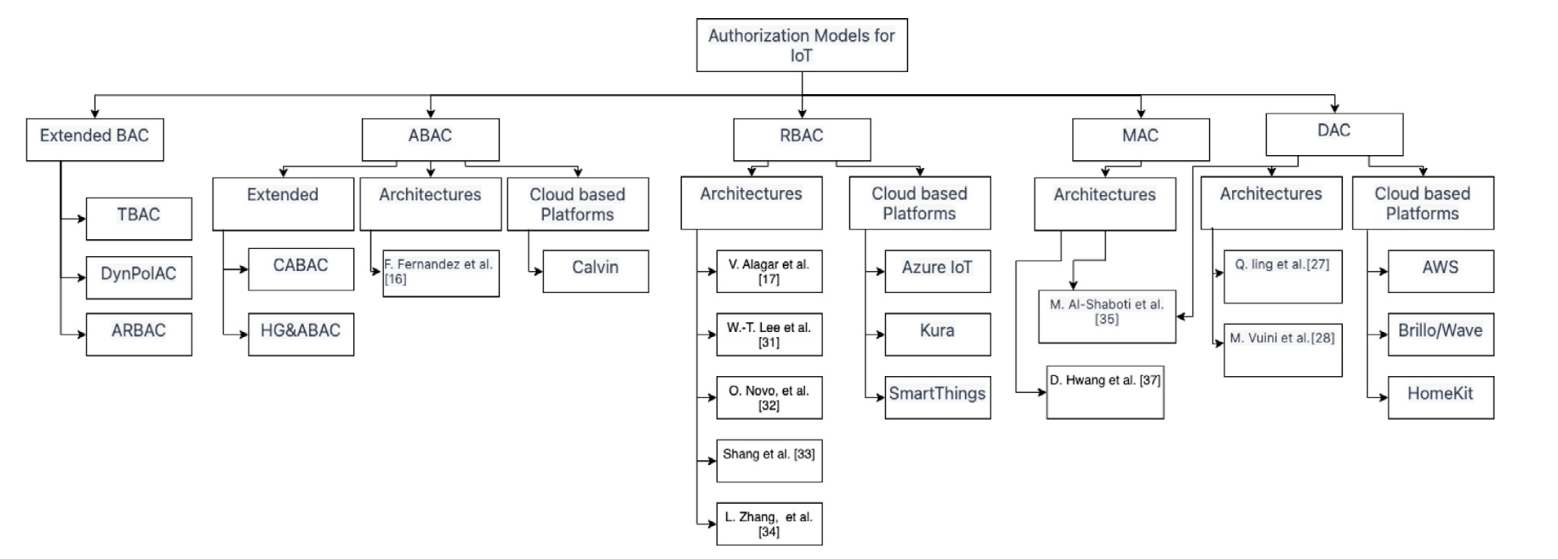 Authorization Models for
IoT
Extended BAC
ABAC
RBAC
MAC
DAC
Extended
Architectures
Cloud based
Platforms
Architectures
Cloud based
Platforms
Architectures
Architectures
Cloud based
Platforms
TBAC
DynPolAC
ARBAC
CABAC
HG&ABAC
F. Fernandez et al.
[16]
Calvin
V. Alagar et al.
[17]
W.-T. Lee et al.
[31]
O. Novo, et al.
[32]
Shang et al. [33]
L. Zhang, et al.
[34]
Azure IoT
Kura
SmartThings
M. Al-Shaboti et al.
[35]
D. Hwang et al. [37]
Q. ling et al.[27]
M. Vuini et al.[28]
AWS
Brillo/Wave
HomeKit